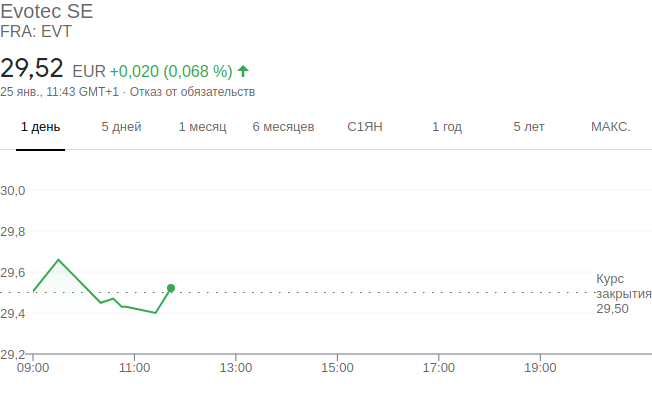 Evotec SE
FRA: EVT
29,52 EUR +0,020 (0,068 %)
25 янв., 11:43 GMT+1 · Отказ от обязательств
1 день 5 дней 1 месяц 6 месяцев С1ЯН 1 год 5 лет МАКС.
30,0
29,8
29,6
Курс
закрытия
29,50
29,4
29,2
09:00 11:00 13:00 15:00 17:00 19:00